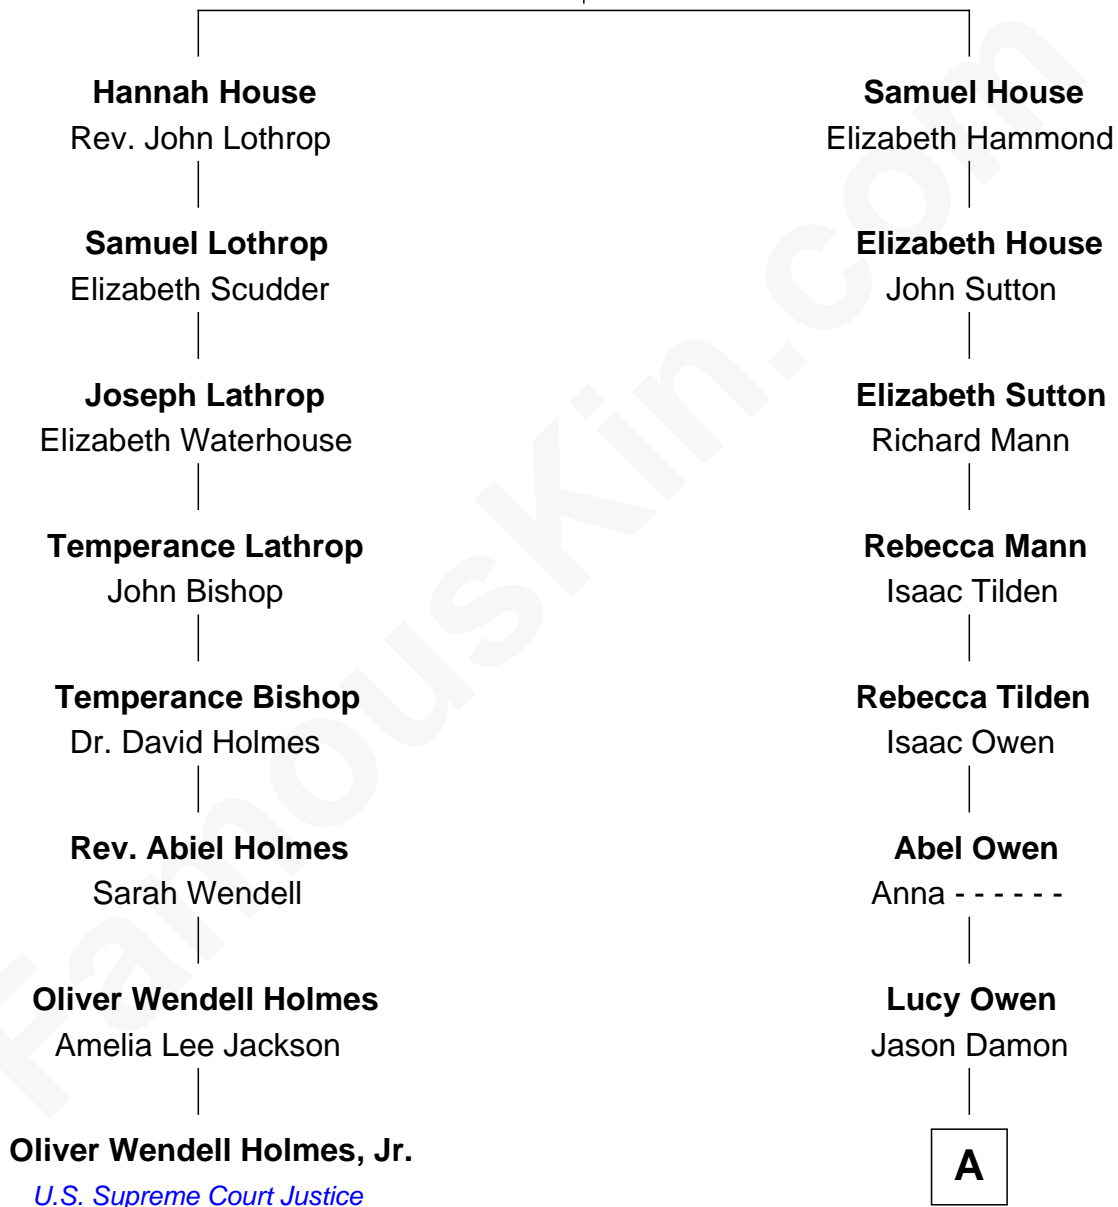 Hannah House
Rev. John Lothrop
Samuel Lothrop
Elizabeth Scudder
Joseph Lathrop
Elizabeth Waterhouse
Temperance Lathrop
John Bishop
Temperance Bishop
Dr. David Holmes
Rev. Abiel Holmes
Sarah Wendell
Oliver Wendell Holmes
Amelia Lee Jackson
Oliver Wendell Holmes, Jr.
U.S. Supreme Court Justice
Samuel House
Elizabeth Hammond
Elizabeth House
John Sutton
Elizabeth Sutton
Richard Mann
Rebecca Mann
Isaac Tilden
Rebecca Tilden
Isaac Owen
Abel Owen
Anna - - - - - -
Lucy Owen
Jason Damon
A
FamousKin.com